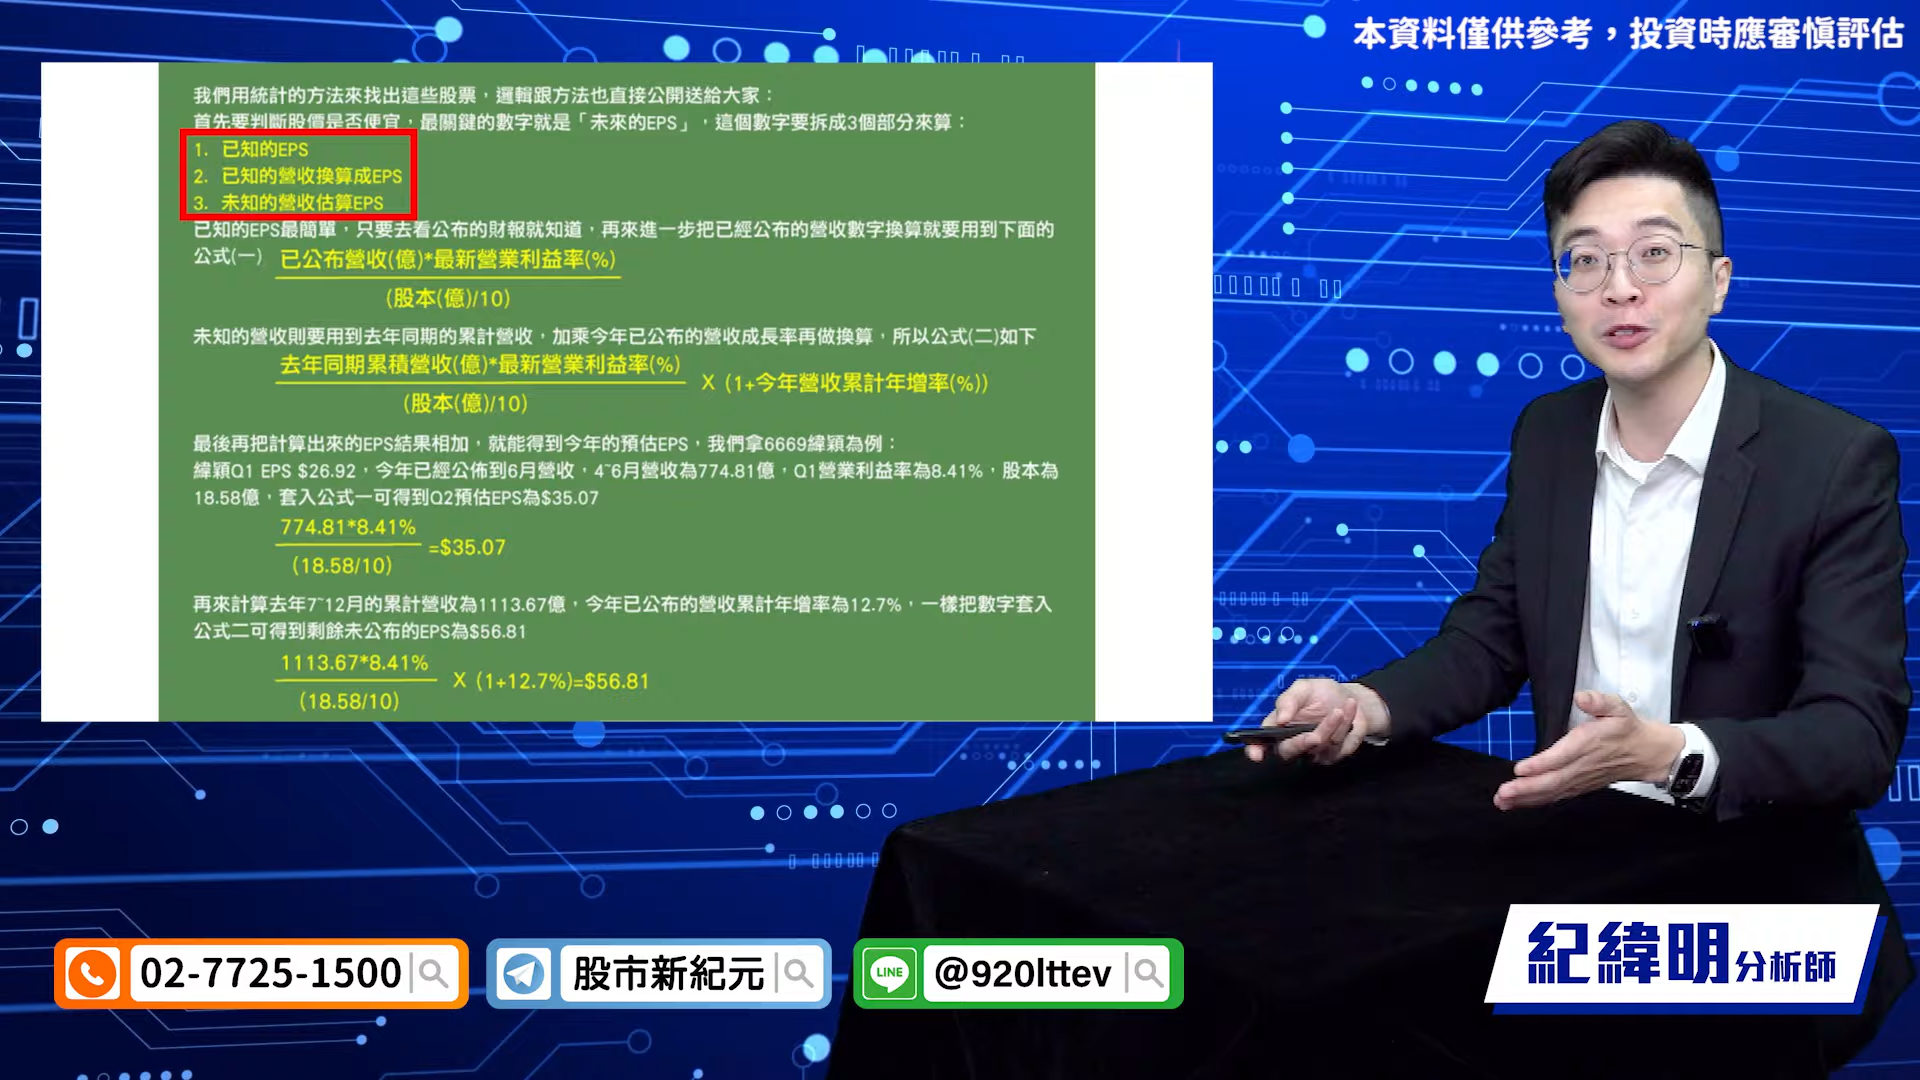 本資料僅供參考，投資時應審慎評估
我們用統計的方法來找出這些股票，邏輯跟方法也直接公開送給大家：
首先要判斷股價是否便宜，最關鍵的數字就是「未來的EPS」，這個數字要拆成3個部分來算：
1. 已知的EPS
2. 已知的營收換算成EPS
3. 未知的營收估算EPS
已知的EPS最簡單，只要去看公布的財報就知道，再來進一步把已經公布的營收數字換算就要用到下面的
公式(一) 已公布營收(億)*最新營業利益率(%)
(股本(億)/10)
未知的營收則要用到去年同期的累計營收，加乘今年已公布的營收成長率再做換算，所以公式(二)如下
去年同期累積營收(億)*最新營業利益率(%)
X (1+今年營收累計年增率(%))
(股本(億)/10)
最後再把計算出來的EPS結果相加，就能得到今年的預估EPS，我們拿6669緯穎為例：
緯穎Q1 EPS $26.92，今年已經公佈到6月營收，4~6月營收為774.81億，Q1營業利益率為8.41%，股本為
18.58億，套入公式一可得到Q2預估EPS為$35.07
774.81*8.41%
=$35.07
(18.58/10)
再來計算去年7~12月的累計營收為1113.67億，今年已公布的營收累計年增率為12.7%，一樣把數字套入
公式二可得到剩餘未公布的EPS為$56.81
1113.67*8.41%
X (1+12.7%)=$56.81
(18.58/10)
紀緯明分析師
02-7725-1500
股市新紀元
LINE @920lttev